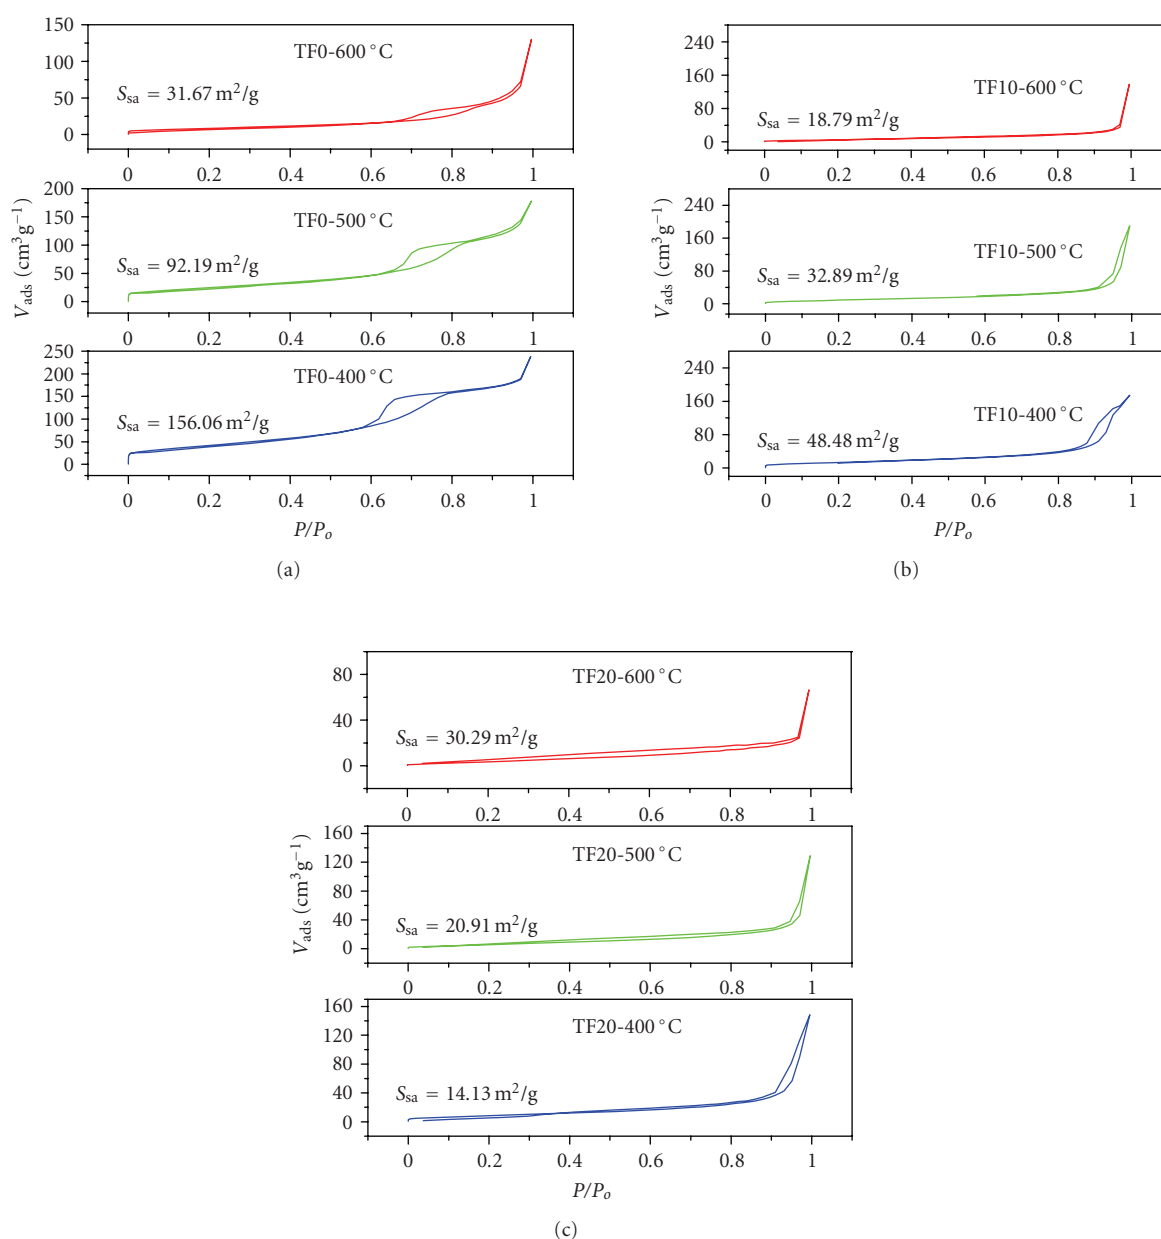 150
100
50
0
TF0-600 °C
S_sa = 31.67 m²/g
0 0.2 0.4 0.6 0.8 1
200
150
100
50
0
TF0-500 °C
S_sa = 92.19 m²/g
V_ads (cm³g⁻¹)
0 0.2 0.4 0.6 0.8 1
250
200
150
100
50
0
TF0-400 °C
S_sa = 156.06 m²/g
0 0.2 0.4 0.6 0.8 1
P/P_o
(a)
240
160
80
0
TF10-600 °C
S_sa = 18.79 m²/g
0 0.2 0.4 0.6 0.8 1
240
160
80
0
TF10-500 °C
S_sa = 32.89 m²/g
V_ads (cm³g⁻¹)
0 0.2 0.4 0.6 0.8 1
240
160
80
0
TF10-400 °C
S_sa = 48.48 m²/g
0 0.2 0.4 0.6 0.8 1
P/P_o
(b)
80
40
0
TF20-600 °C
S_sa = 30.29 m²/g
0 0.2 0.4 0.6 0.8 1
160
120
80
40
0
TF20-500 °C
S_sa = 20.91 m²/g
V_ads (cm³g⁻¹)
0 0.2 0.4 0.6 0.8 1
160
120
80
40
0
TF20-400 °C
S_sa = 14.13 m²/g
0 0.2 0.4 0.6 0.8 1
P/P_o
(c)